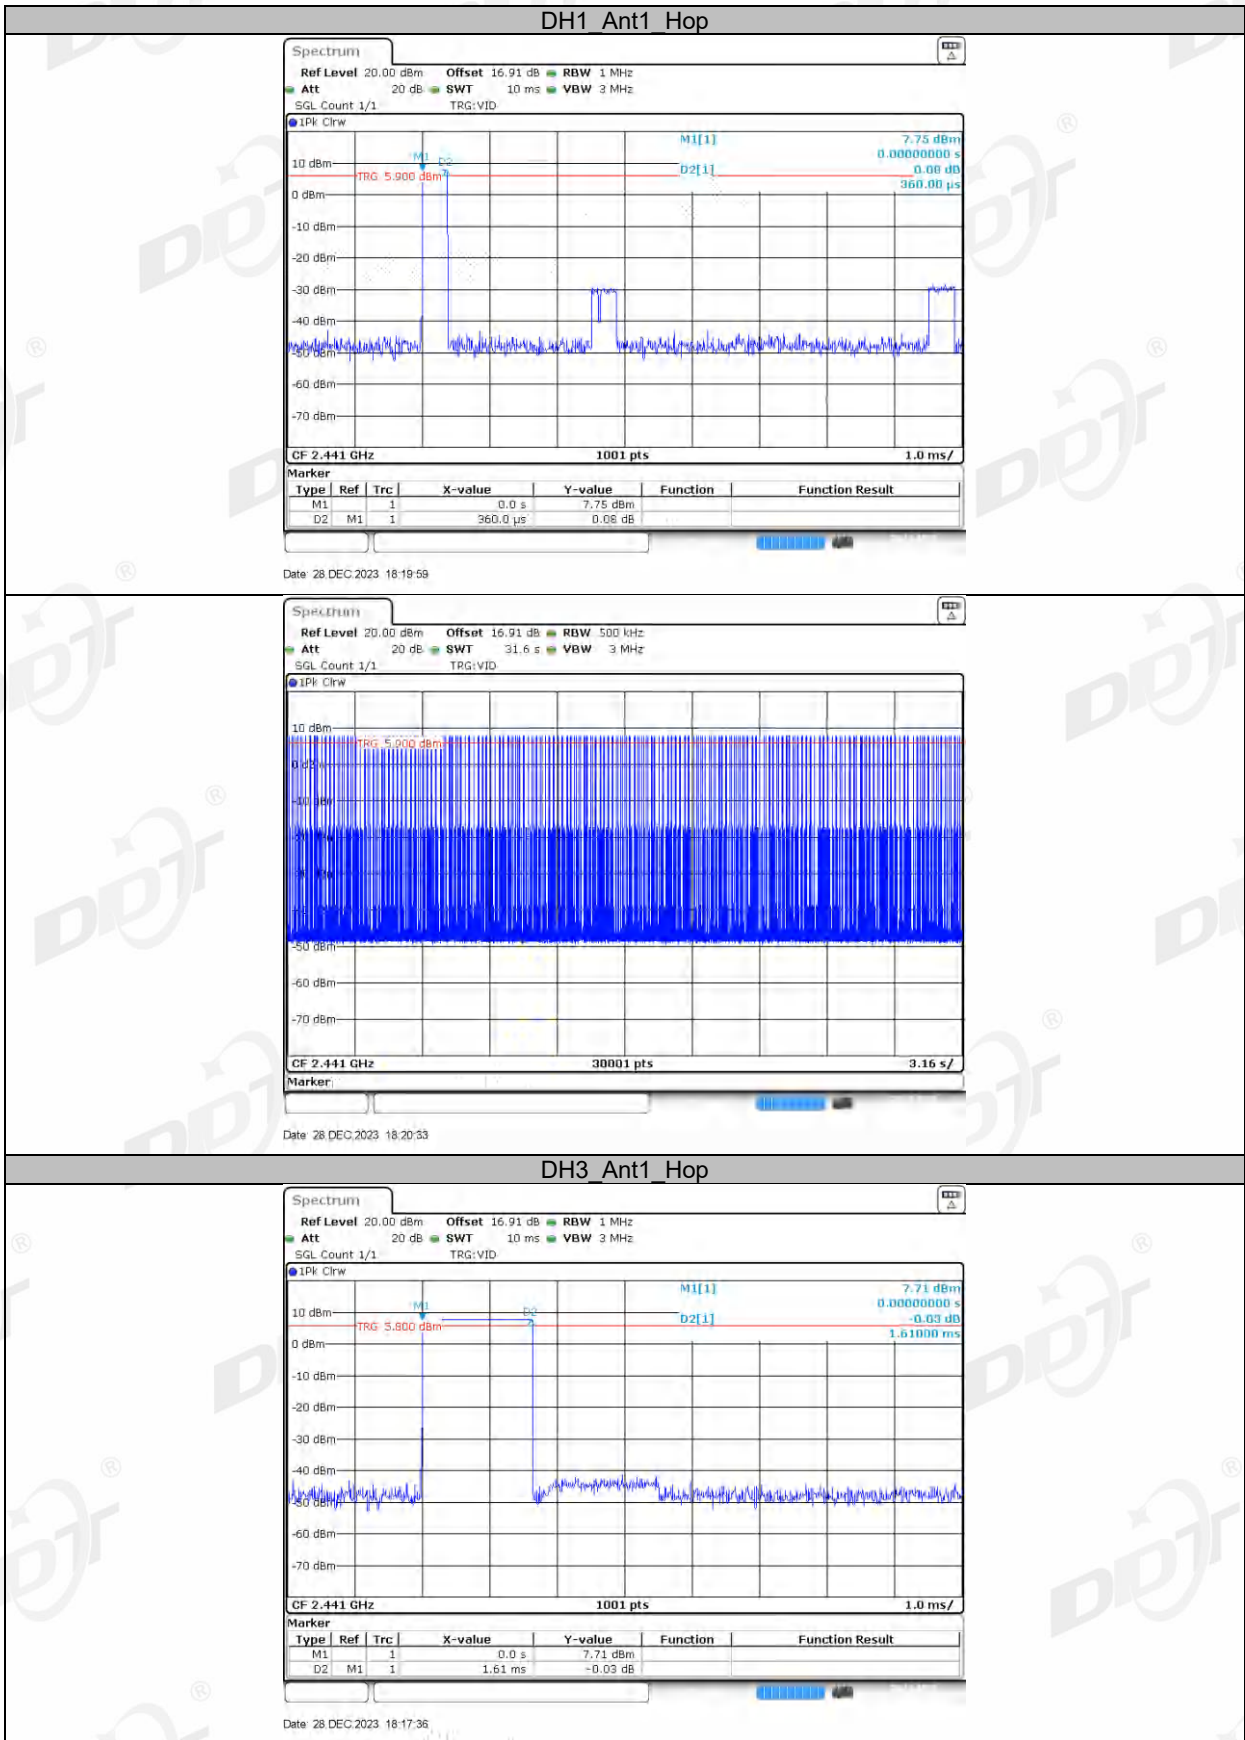 DH1_Ant1_Hop
Spectrum
Ref Level 20.00 dBm Offset 16.91 dB RBW 1 MHz
Att 20 dB SWT 10 ms VBW 3 MHz
SGL Count 1/1 TRG:VID
1Pk Clrw
M1[1] 7.75 dBm
0.00000000 s
M1 D2
10 dBm
D2[1] 0.08 dB
TRG 5.900 dBm
360.00 µs
0 dBm
-10 dBm
-20 dBm
-30 dBm
-40 dBm
-50 dBm
-60 dBm
-70 dBm
CF 2.441 GHz 1001 pts 1.0 ms/
Marker
Type Ref Trc X-value Y-value Function Function Result
M1 1 0.0 s 7.75 dBm
D2 M1 1 360.0 µs 0.08 dB
Date: 28.DEC.2023 18:19:59
Spectrum
Ref Level 20.00 dBm Offset 16.91 dB RBW 500 kHz
Att 20 dB SWT 31.6 s VBW 3 MHz
SGL Count 1/1 TRG:VID
1Pk Clrw
10 dBm
TRG 5.900 dBm
0 dBm
-10 dBm
-50 dBm
-60 dBm
-70 dBm
CF 2.441 GHz 30001 pts 3.16 s/
Marker
Date: 28.DEC.2023 18:20:33
DH3_Ant1_Hop
Spectrum
Ref Level 20.00 dBm Offset 16.91 dB RBW 1 MHz
Att 20 dB SWT 10 ms VBW 3 MHz
SGL Count 1/1 TRG:VID
1Pk Clrw
M1[1] 7.71 dBm
0.00000000 s
M1 D2
10 dBm
D2[1] -0.03 dB
TRG 5.800 dBm
1.61000 ms
0 dBm
-10 dBm
-20 dBm
-30 dBm
-40 dBm
-50 dBm
-60 dBm
-70 dBm
CF 2.441 GHz 1001 pts 1.0 ms/
Marker
Type Ref Trc X-value Y-value Function Function Result
M1 1 0.0 s 7.71 dBm
D2 M1 1 1.61 ms -0.03 dB
Date: 28.DEC.2023 18:17:36